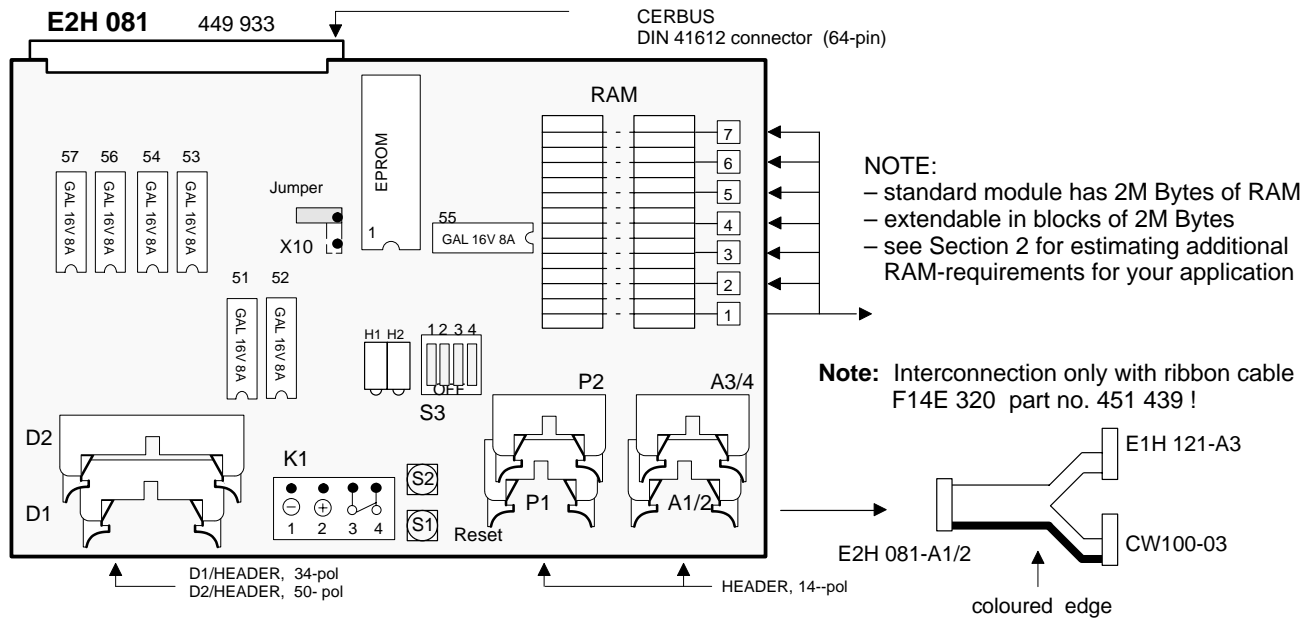 E2H 081 449 933
CERBUS
DIN 41612 connector (64-pin)
RAM
EPROM
1
7
6
5
4
3
2
1
NOTE:
– standard module has 2M Bytes of RAM
– extendable in blocks of 2M Bytes
– see Section 2 for estimating additional
RAM-requirements for your application
57 56 54 53
GAL 16V 8A
GAL 16V 8A
GAL 16V 8A
GAL 16V 8A
Jumper
X10
55
GAL 16V 8A
51 52
GAL 16V 8A
GAL 16V 8A
H1 H2
1 2 3 4
OFF
S3
P2
A3/4
Note: Interconnection only with ribbon cable
F14E 320 part no. 451 439 !
D2
D1
K1
– +
1 2 3 4
S2
S1
Reset
P1
A1/2
E1H 121-A3
E2H 081-A1/2
CW100-03
coloured edge
D1/HEADER, 34-pol
D2/HEADER, 50- pol
HEADER, 14--pol